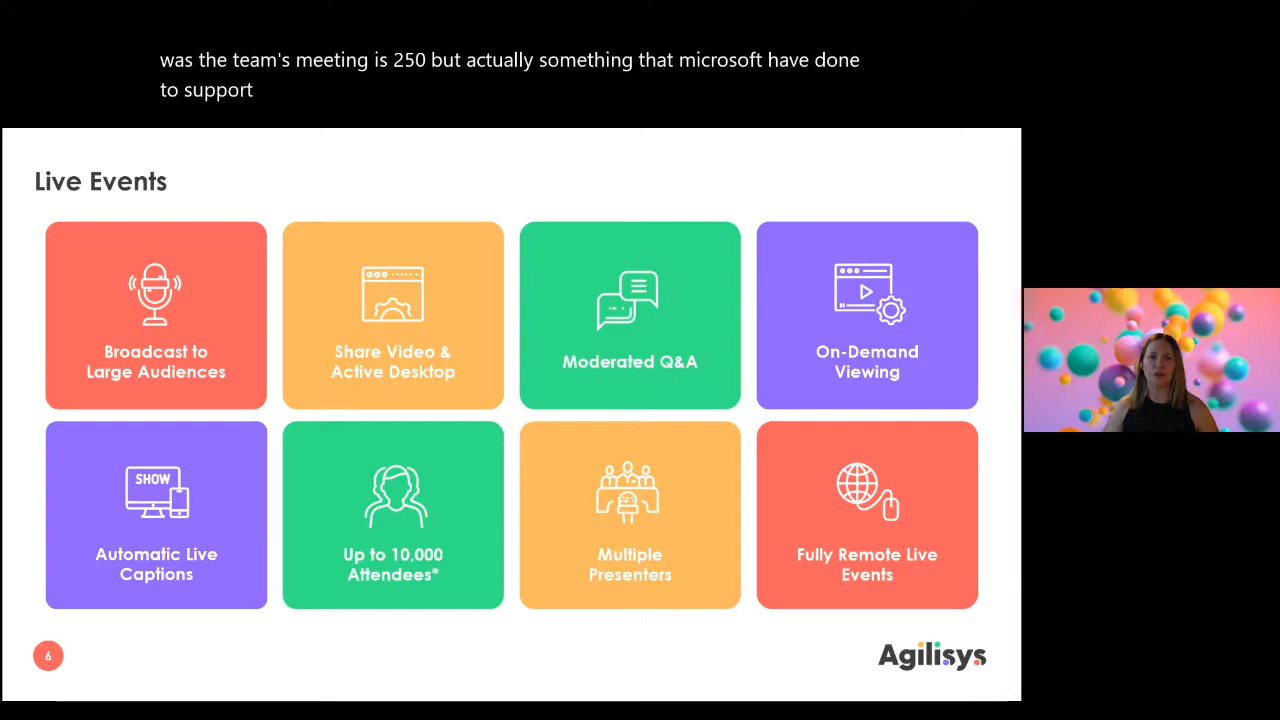 was the team's meeting is 250 but actually something that microsoft have done
to support
Live Events
Broadcast to
Large Audiences
Share Video &
Active Desktop
Moderated Q&A
On-Demand
Viewing
SHOW
Automatic Live
Captions
Up to 10,000
Attendees*
Multiple
Presenters
Fully Remote Live
Events
6
Agilisys